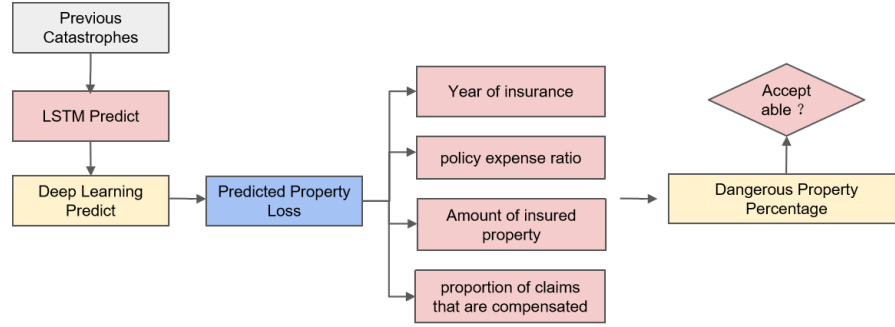 Previous
Catastrophes
LSTM Predict
Deep Learning
Predict
Predicted Property
Loss
Year of insurance
policy expense ratio
Amount of insured
property
proportion of claims
that are compensated
Accept
able ?
Dangerous Property
Percentage